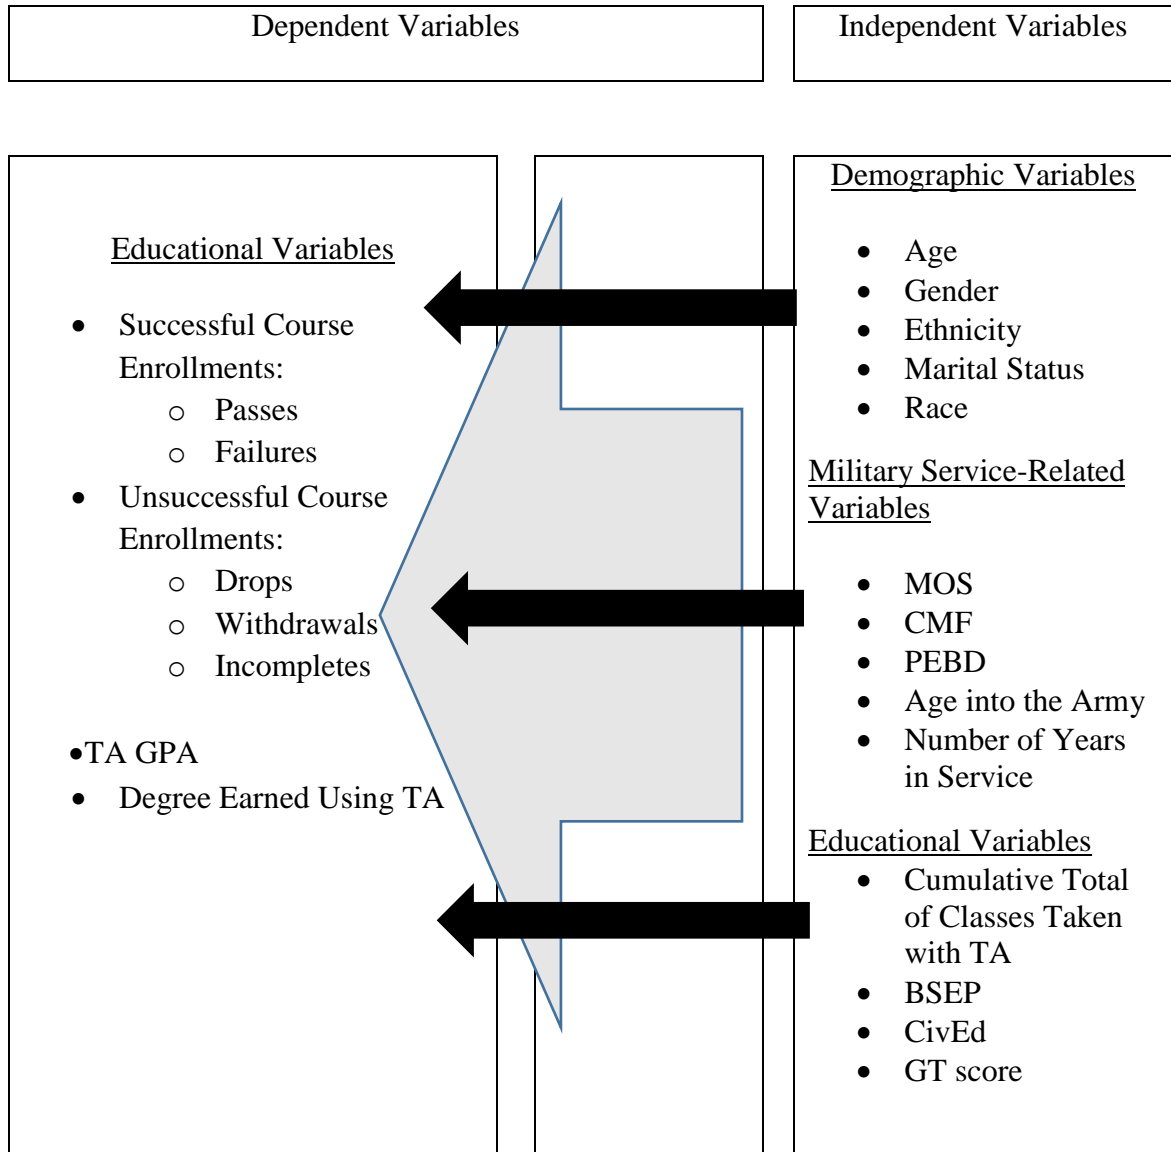 Dependent Variables
Independent Variables
Educational Variables
• Successful Course
Enrollments:
o Passes
o Failures
• Unsuccessful Course
Enrollments:
o Drops
o Withdrawals
o Incompletes
•TA GPA
• Degree Earned Using TA
Demographic Variables
• Age
• Gender
• Ethnicity
• Marital Status
• Race
Military Service-Related
Variables
• MOS
• CMF
• PEBD
• Age into the Army
• Number of Years
in Service
Educational Variables
• Cumulative Total
of Classes Taken
with TA
• BSEP
• CivEd
• GT score